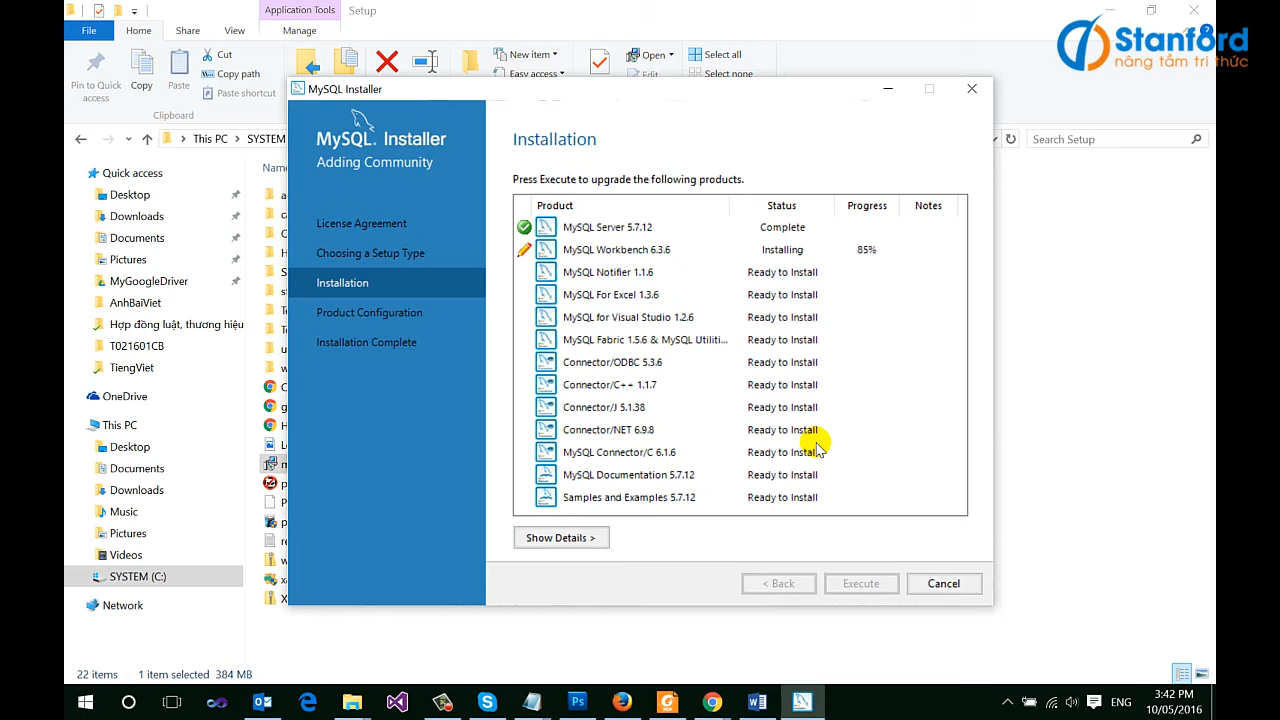 Application Tools
Setup
File
Home
Share
View
Manage
Pin to Quick access
Copy
Paste
Cut
Copy path
Paste shortcut
Clipboard
New item
Easy access
Open
Edit
Select all
Select none
Stanford
nâng tầm tri thức
This PC
SYSTEM
Search Setup
Quick access
Desktop
Downloads
Documents
Pictures
MyGoogleDriver
AnhBaiViet
Hợp đồng luật, thương hiệu
T021601CB
TiengViet
OneDrive
This PC
Desktop
Documents
Downloads
Music
Pictures
Videos
SYSTEM (C:)
Network
MySQL Installer
MySQL. Installer
Adding Community
License Agreement
Choosing a Setup Type
Installation
Product Configuration
Installation Complete
Installation
Press Execute to upgrade the following products.
Product Status Progress Notes
MySQL Server 5.7.12 Complete
MySQL Workbench 6.3.6 Installing 85%
MySQL Notifier 1.1.6 Ready to Install
MySQL For Excel 1.3.6 Ready to Install
MySQL for Visual Studio 1.2.6 Ready to Install
MySQL Fabric 1.5.6 & MySQL Utiliti... Ready to Install
Connector/ODBC 5.3.6 Ready to Install
Connector/C++ 1.1.7 Ready to Install
Connector/J 5.1.38 Ready to Install
Connector/NET 6.9.8 Ready to Install
MySQL Connector/C 6.1.6 Ready to Install
MySQL Documentation 5.7.12 Ready to Install
Samples and Examples 5.7.12 Ready to Install
Show Details >
< Back
Execute
Cancel
22 items 1 item selected 384 MB
ENG
3:42 PM
10/05/2016